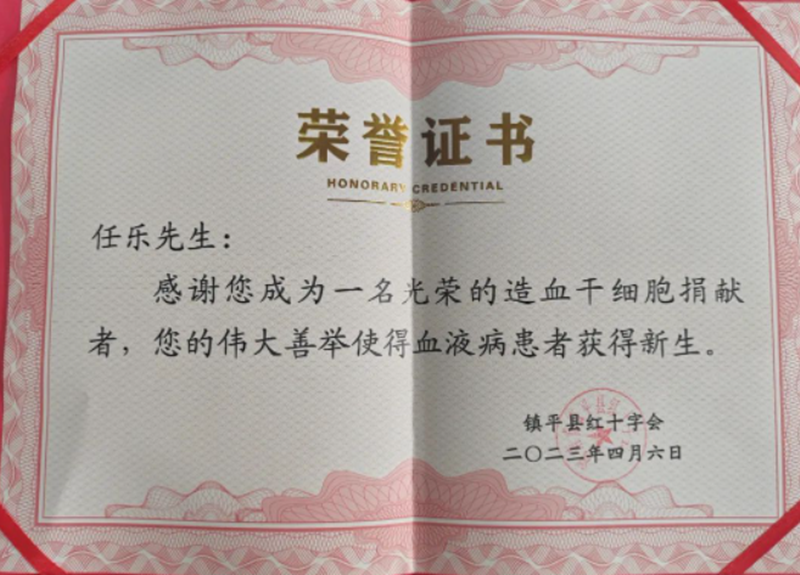 荣誉证书
HONORARY CREDENTIAL
任乐先生：
感谢您成为一名光荣的造血干细胞捐献
者，您的伟大善举使得血液病患者获得新生。
镇平县红十字会
二〇二三年四月六日